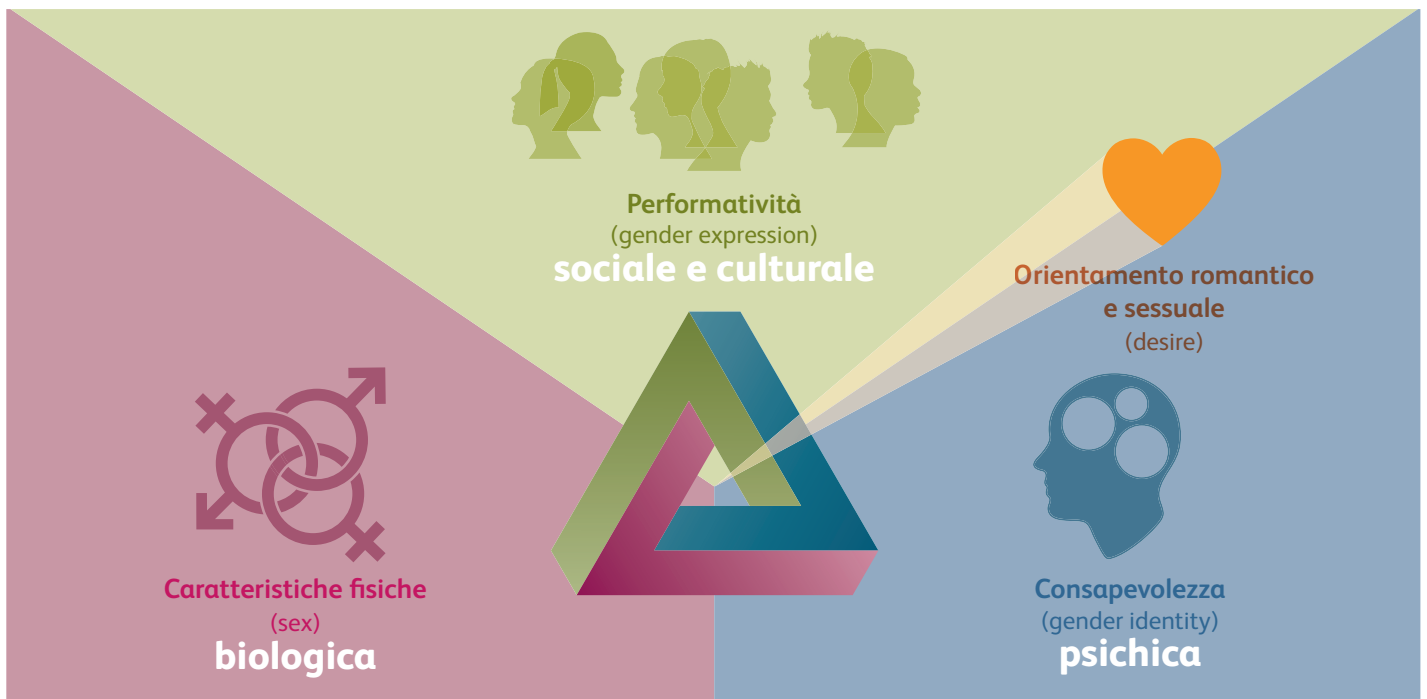 Performatività
(gender expression)
sociale e culturale
Orientamento romantico
e sessuale
(desire)
Caratteristiche fisiche
(sex)
biologica
Consapevolezza
(gender identity)
psichica